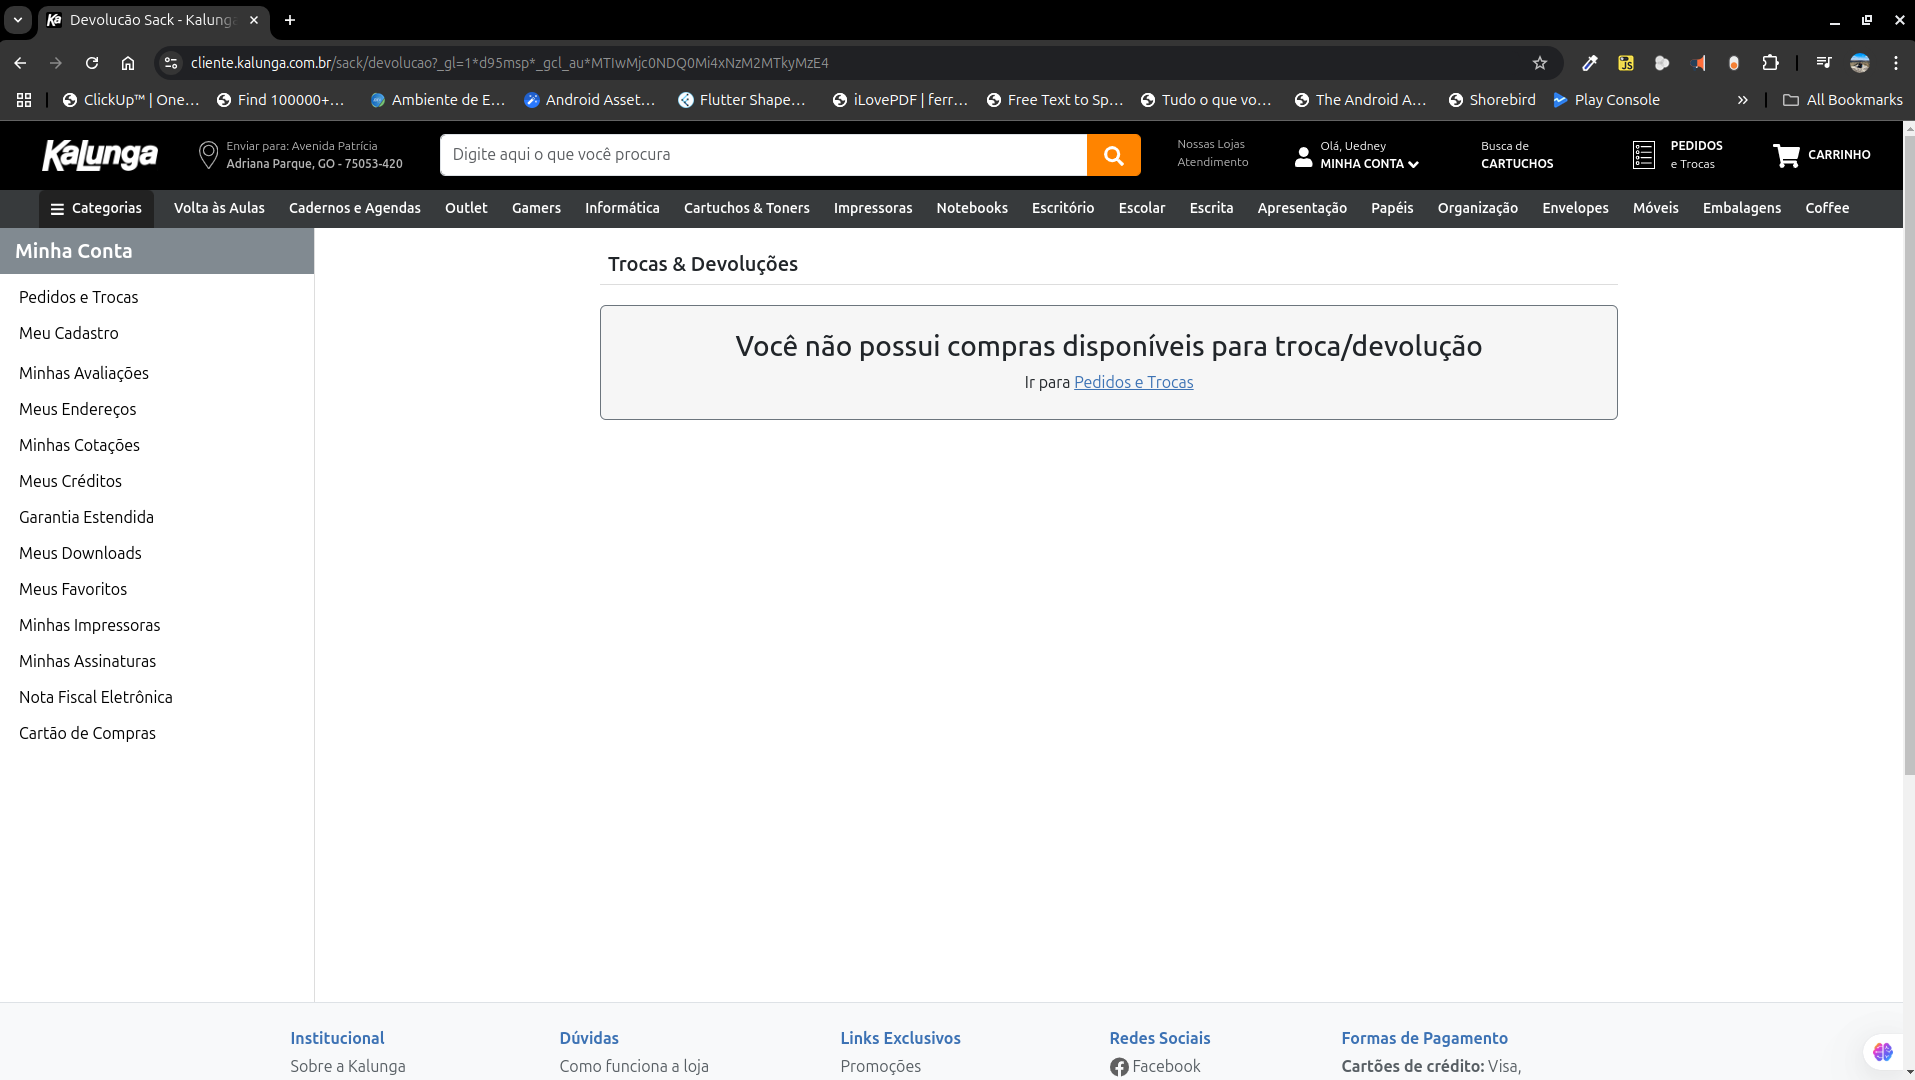 Devolucão Sack - Kalunga
cliente.kalunga.com.br/sack/devolucao?_gl=1*d95msp*_gcl_au*MTIwMjc0NDQ0Mi4xNzM2MTkyMzE4
ClickUp™ | One... Find 100000+... Ambiente de E... Android Asset... Flutter Shape... iLovePDF | ferr... Free Text to Sp... Tudo o que vo... The Android A... Shorebird Play Console » All Bookmarks
Kalunga
Enviar para: Avenida Patrícia
Adriana Parque, GO - 75053-420
Digite aqui o que você procura
Nossas Lojas
Atendimento
Olá, Uedney
MINHA CONTA
Busca de
CARTUCHOS
PEDIDOS
e Trocas
CARRINHO
Categorias Volta às Aulas Cadernos e Agendas Outlet Gamers Informática Cartuchos & Toners Impressoras Notebooks Escritório Escolar Escrita Apresentação Papéis Organização Envelopes Móveis Embalagens Coffee
Minha Conta
Pedidos e Trocas
Meu Cadastro
Minhas Avaliações
Meus Endereços
Minhas Cotações
Meus Créditos
Garantia Estendida
Meus Downloads
Meus Favoritos
Minhas Impressoras
Minhas Assinaturas
Nota Fiscal Eletrônica
Cartão de Compras
Trocas & Devoluções
Você não possui compras disponíveis para troca/devolução
Ir para Pedidos e Trocas
Institucional
Sobre a Kalunga
Dúvidas
Como funciona a loja
Links Exclusivos
Promoções
Redes Sociais
Facebook
Formas de Pagamento
Cartões de crédito: Visa,